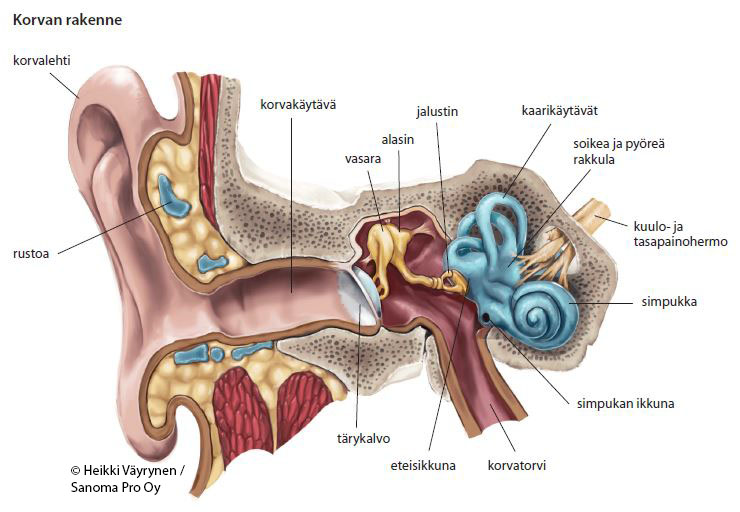 Korvan rakenne
korvalehti
korvakäytävä
jalustin
kaarikäytävät
alasin
vasara
soikea ja pyöreä
rakkula
kuulo- ja
tasapainohermo
rustoa
simpukka
simpukan ikkuna
tärykalvo
eteisikkuna
korvatorvi
© Heikki Väyrynen /
Sanoma Pro Oy